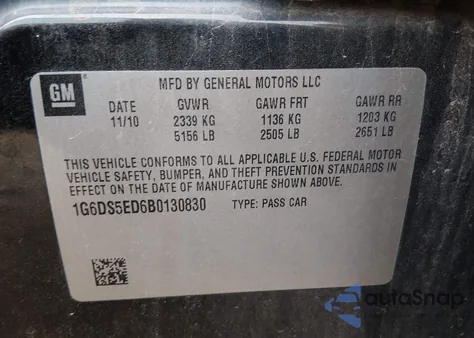 GM
MFD BY GENERAL MOTORS LLC
DATE GVWR GAWR FRT GAWR RR
11/10 2339 KG 1136 KG 1203 KG
5156 LB 2505 LB 2651 LB
THIS VEHICLE CONFORMS TO ALL APPLICABLE U.S. FEDERAL MOTOR
VEHICLE SAFETY, BUMPER, AND THEFT PREVENTION STANDARDS IN
EFFECT ON THE DATE OF MANUFACTURE SHOWN ABOVE.
1G6DS5ED6B0130830 TYPE: PASS CAR
autoSnap